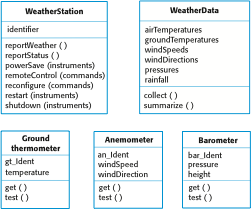 WeatherStation
identifier
reportWeather ( )
reportStatus ( )
powerSave (instruments)
remoteControl (commands)
reconfigure (commands)
restart (instruments)
shutdown (instruments)
WeatherData
airTemperatures
groundTemperatures
windSpeeds
windDirections
pressures
rainfall
collect ( )
summarize ( )
Ground
thermometer
gt_Ident
temperature
get ( )
test ( )
Anemometer
an_Ident
windSpeed
windDirection
get ( )
test ( )
Barometer
bar_Ident
pressure
height
get ( )
test ( )